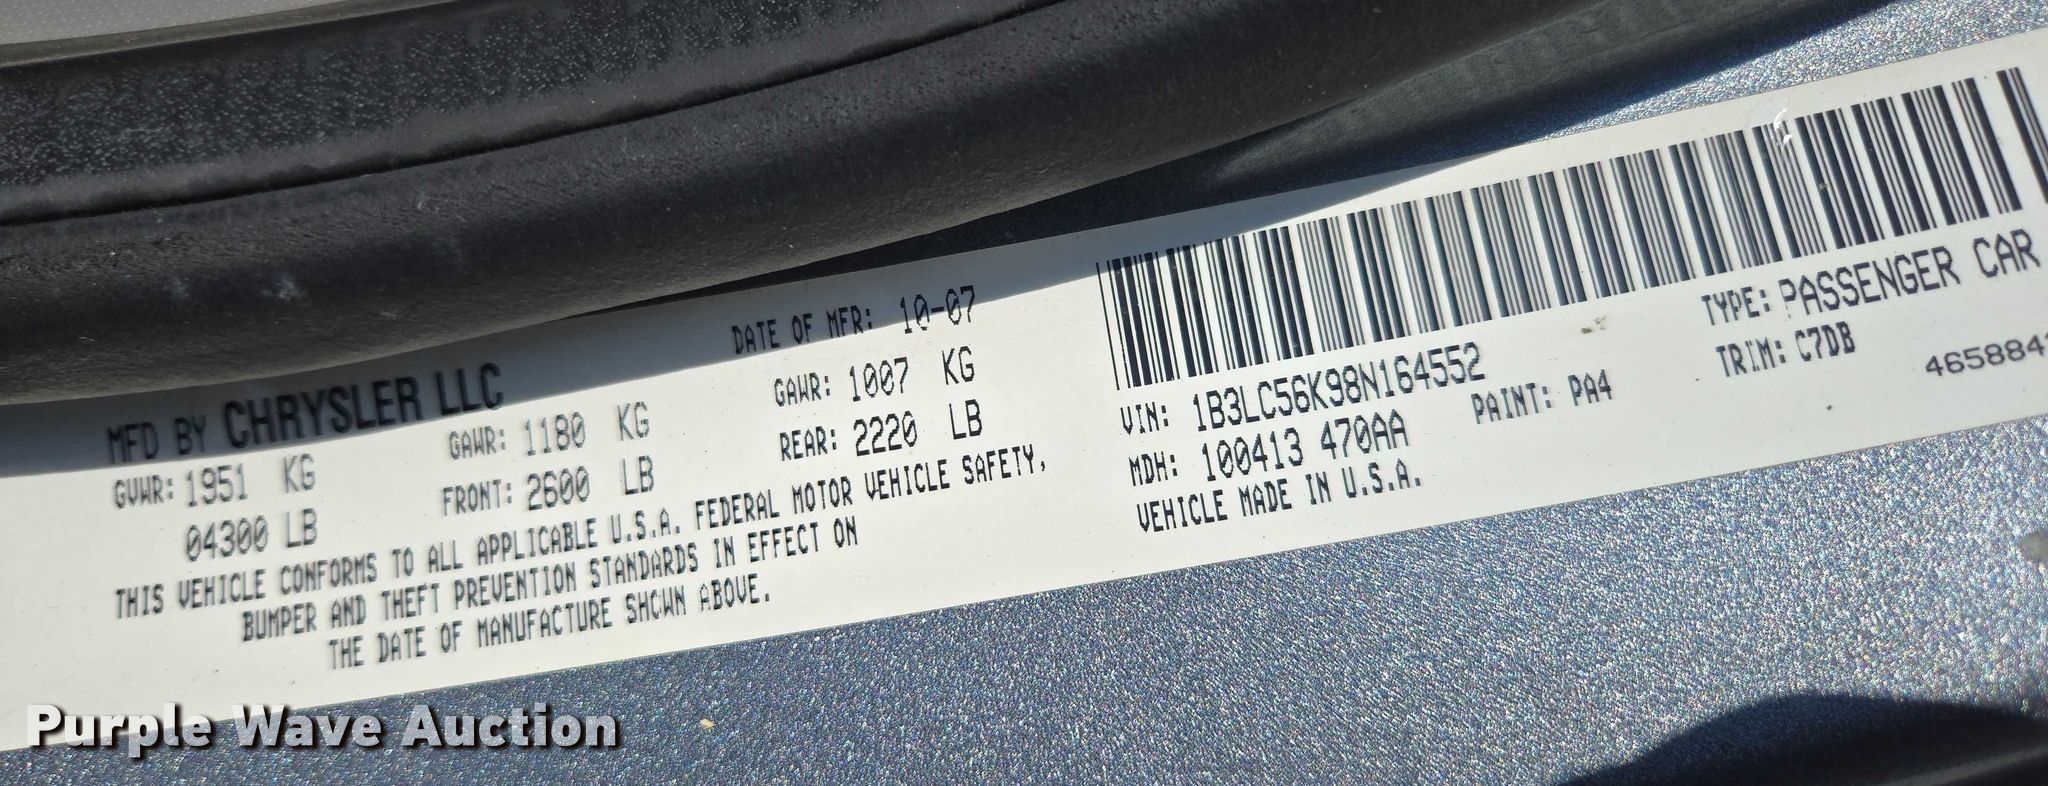 MFD BY CHRYSLER LLC
DATE OF MFR: 10-07
GVWR: 1951 KG
04300 LB
GAWR: 1180 KG
FRONT: 2600 LB
GAWR: 1007 KG
REAR: 2220 LB
THIS VEHICLE CONFORMS TO ALL APPLICABLE U.S.A. FEDERAL MOTOR VEHICLE SAFETY,
BUMPER AND THEFT PREVENTION STANDARDS IN EFFECT ON
THE DATE OF MANUFACTURE SHOWN ABOVE.
VIN: 1B3LC56K98N164552
TYPE: PASSENGER CAR
MDH: 100413 470AA
PAINT: PA4
TRIM: C7DB
VEHICLE MADE IN U.S.A.
Purple Wave Auction